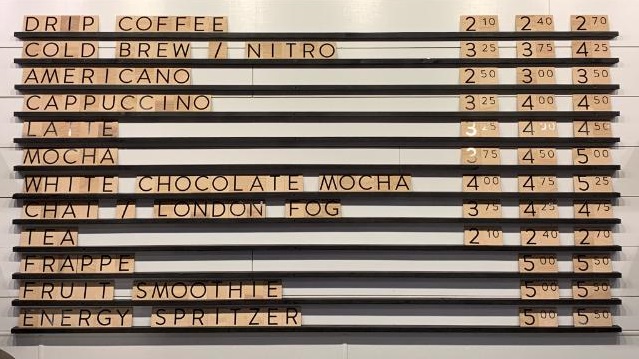 DRIP COFFEE 2 10 2 40 2 70
COLD BREW / NITRO 3 25 3 75 4 25
AMERICANO 2 50 3 00 3 50
CAPPUCCINO 3 25 4 00 4 50
LATTE 3 25 4 4 50
MOCHA 3 75 4 50 5 00
WHITE CHOCOLATE MOCHA 4 00 4 75 5 25
CHAI / LONDON FOG 3 75 4 25 4 75
TEA 2 10 2 40 2 70
FRAPPE 5 00 5 50
FRUIT SMOOTHIE 5 00 5 50
ENERGY SPRITZER 5 00 5 50